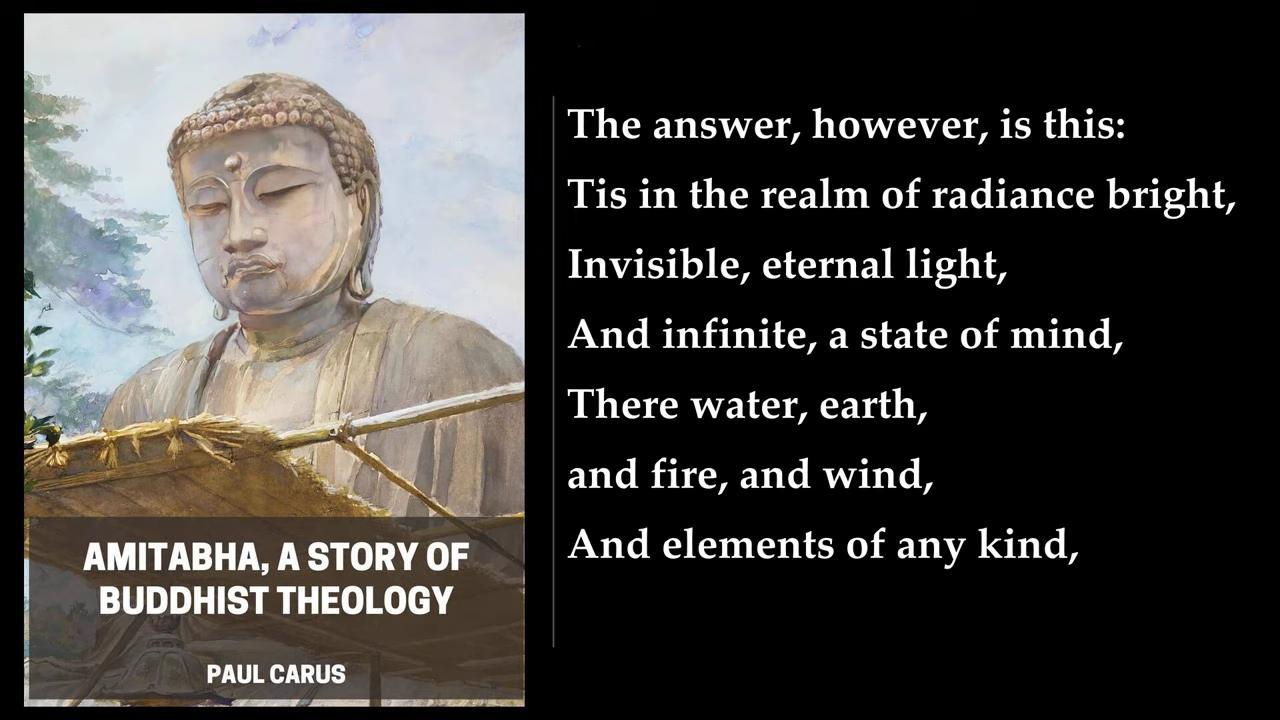 The answer, however, is this:
Tis in the realm of radiance bright,
Invisible, eternal light,
And infinite, a state of mind,
There water, earth,
and fire, and wind,
And elements of any kind,
AMITABHA, A STORY OF
BUDDHIST THEOLOGY
PAUL CARUS